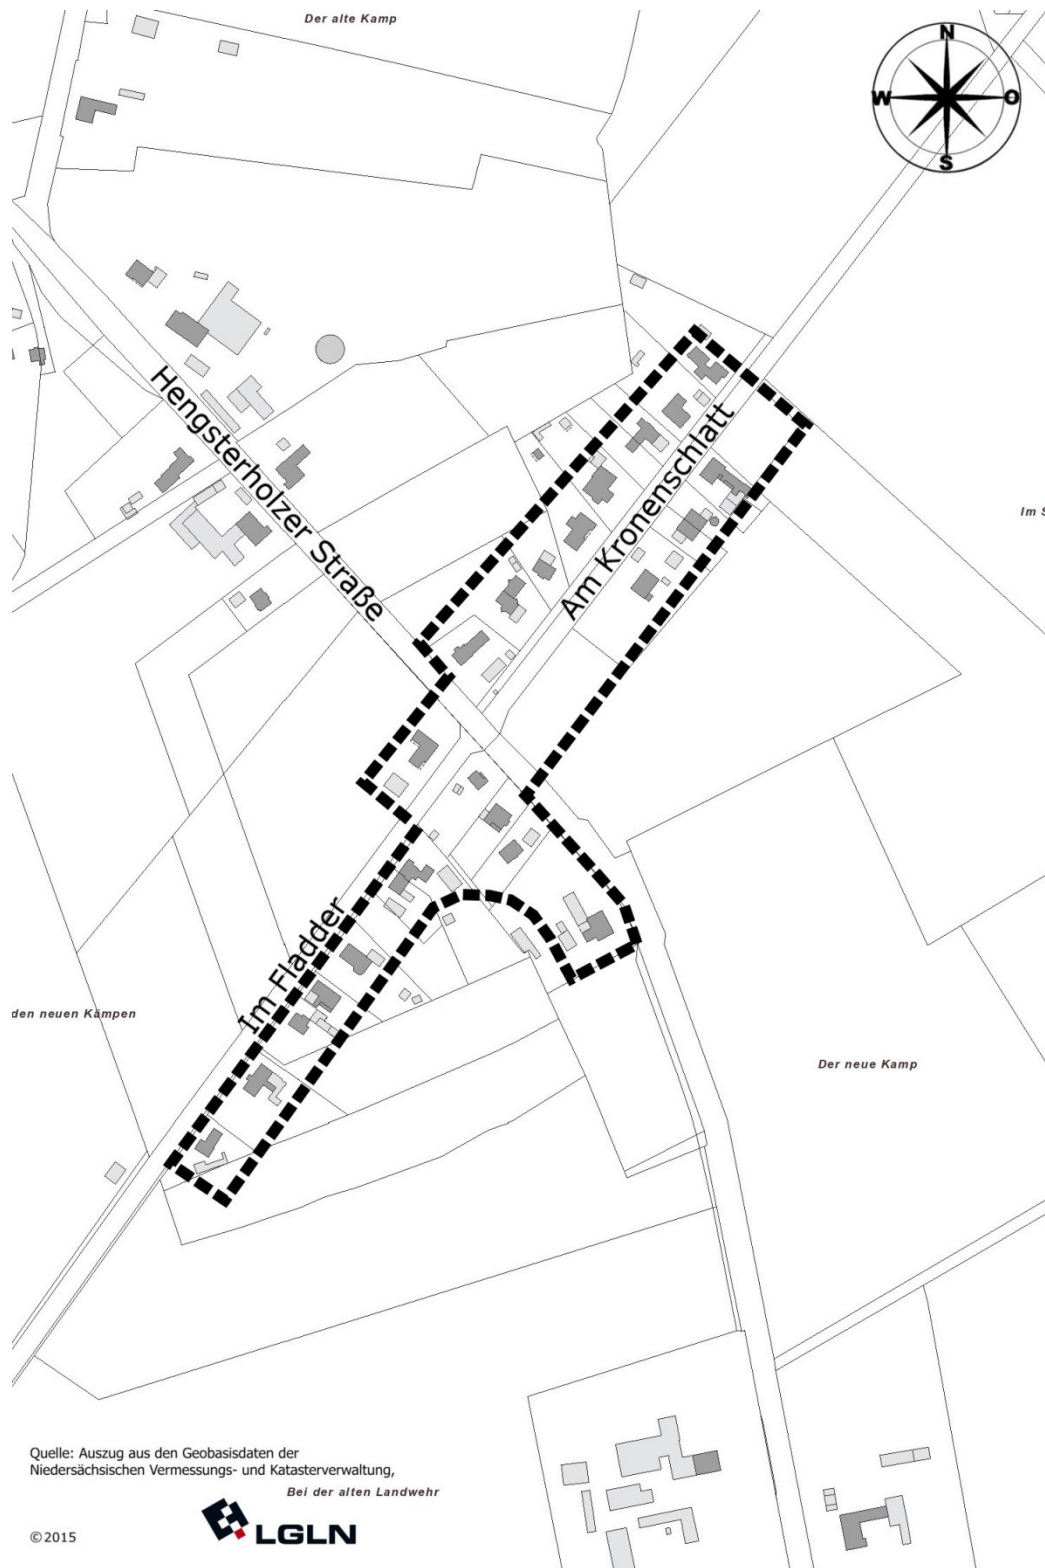 Der alte Kamp
N
W
O
S
Hengsterholzer Straße
Am Kronenschlatt
Im S
Im Fladder
den neuen Kämpen
Der neue Kamp
Quelle: Auszug aus den Geobasisdaten der
Niedersächsischen Vermessungs- und Katasterverwaltung,
Bei der alten Landwehr
©2015
LGLN